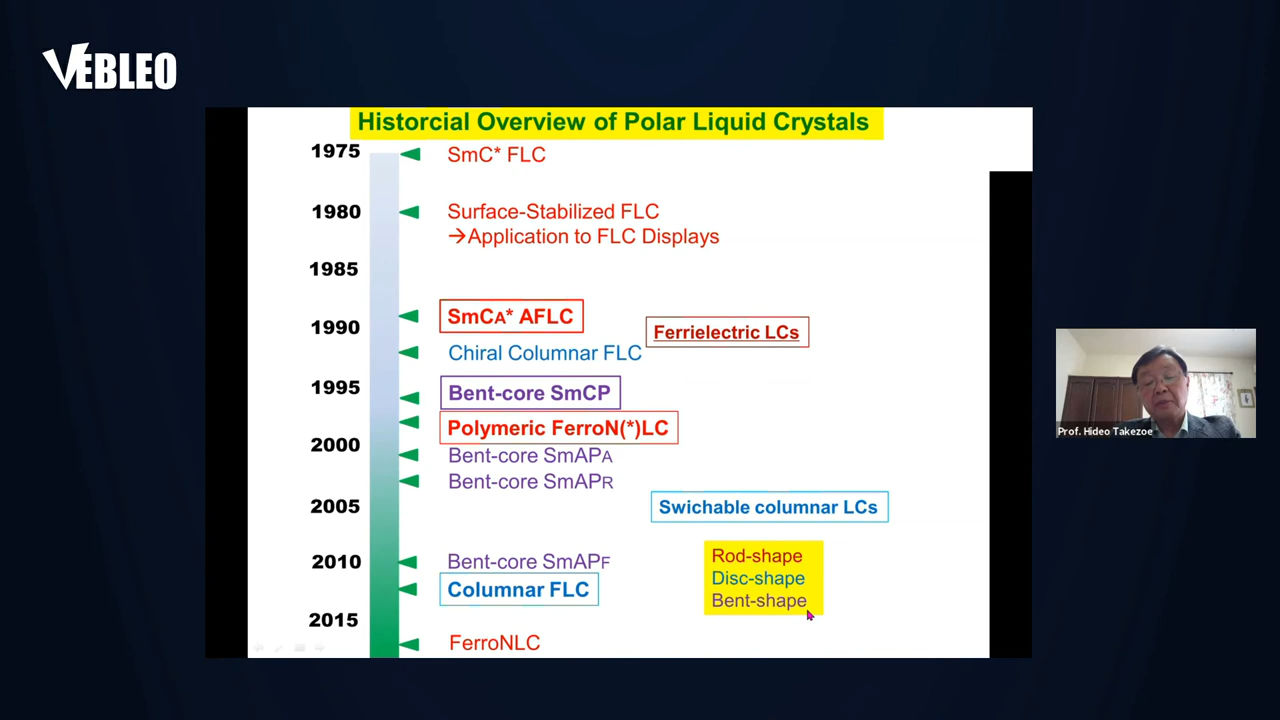 VEBLEO
Historcial Overview of Polar Liquid Crystals
1975
SmC* FLC
1980
Surface-Stabilized FLC
→Application to FLC Displays
1985
SmCA* AFLC
1990
Ferrielectric LCs
Chiral Columnar FLC
1995
Bent-core SmCP
Polymeric FerroN(*)LC
2000
Bent-core SmAPA
Bent-core SmAPR
2005
Swichable columnar LCs
2010
Bent-core SmAPF
Rod-shape
Disc-shape
Bent-shape
Columnar FLC
2015
FerroNLC
Prof. Hideo Takezoe